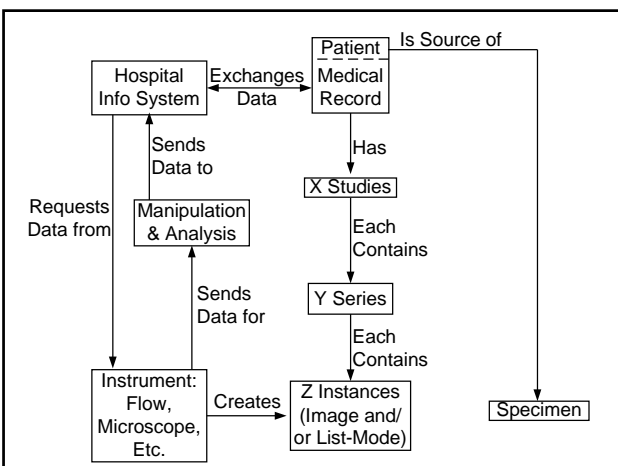 Patient
Medical
Record
Is Source of
Hospital
Info System
Exchanges
Data
Has
Sends
Data to
X Studies
Requests
Data from
Manipulation
& Analysis
Each
Contains
Y Series
Sends
Data for
Each
Contains
Instrument:
Flow,
Microscope,
Etc.
Creates
Z Instances
(Image and/
or List-Mode)
Specimen